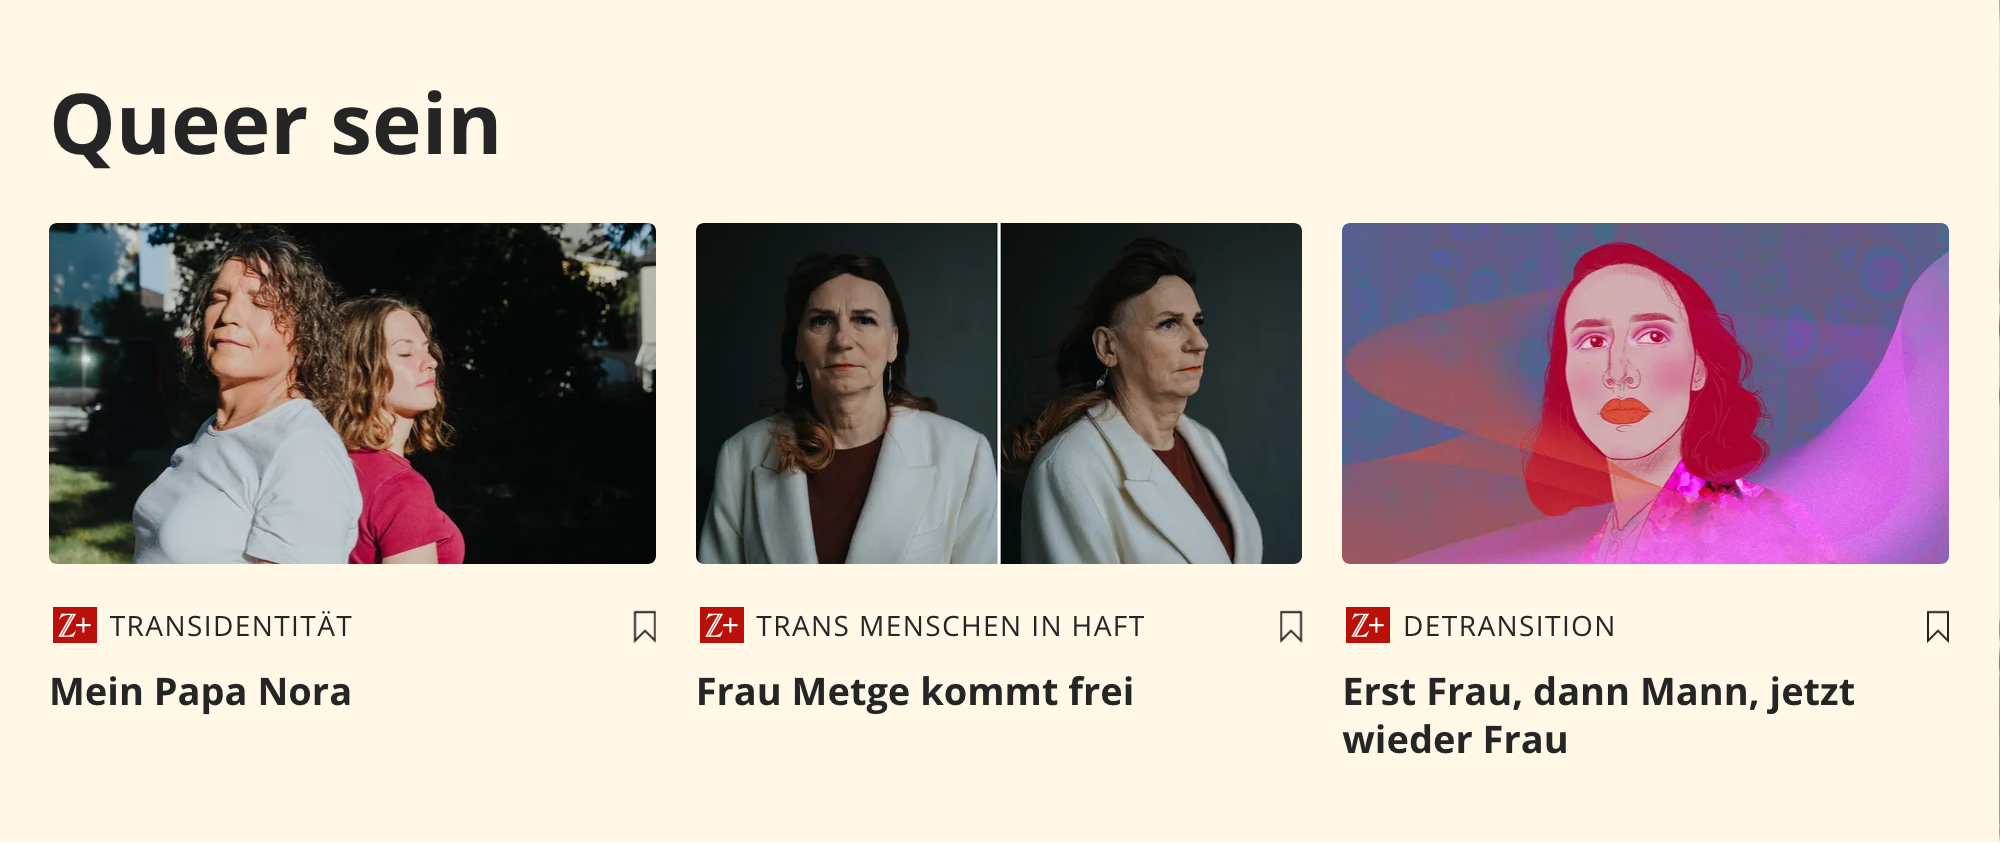 Queer sein
Z+ TRANSIDENTITÄT
Mein Papa Nora
Z+ TRANS MENSCHEN IN HAFT
Frau Metge kommt frei
Z+ DETRANSITION
Erst Frau, dann Mann, jetzt
wieder Frau